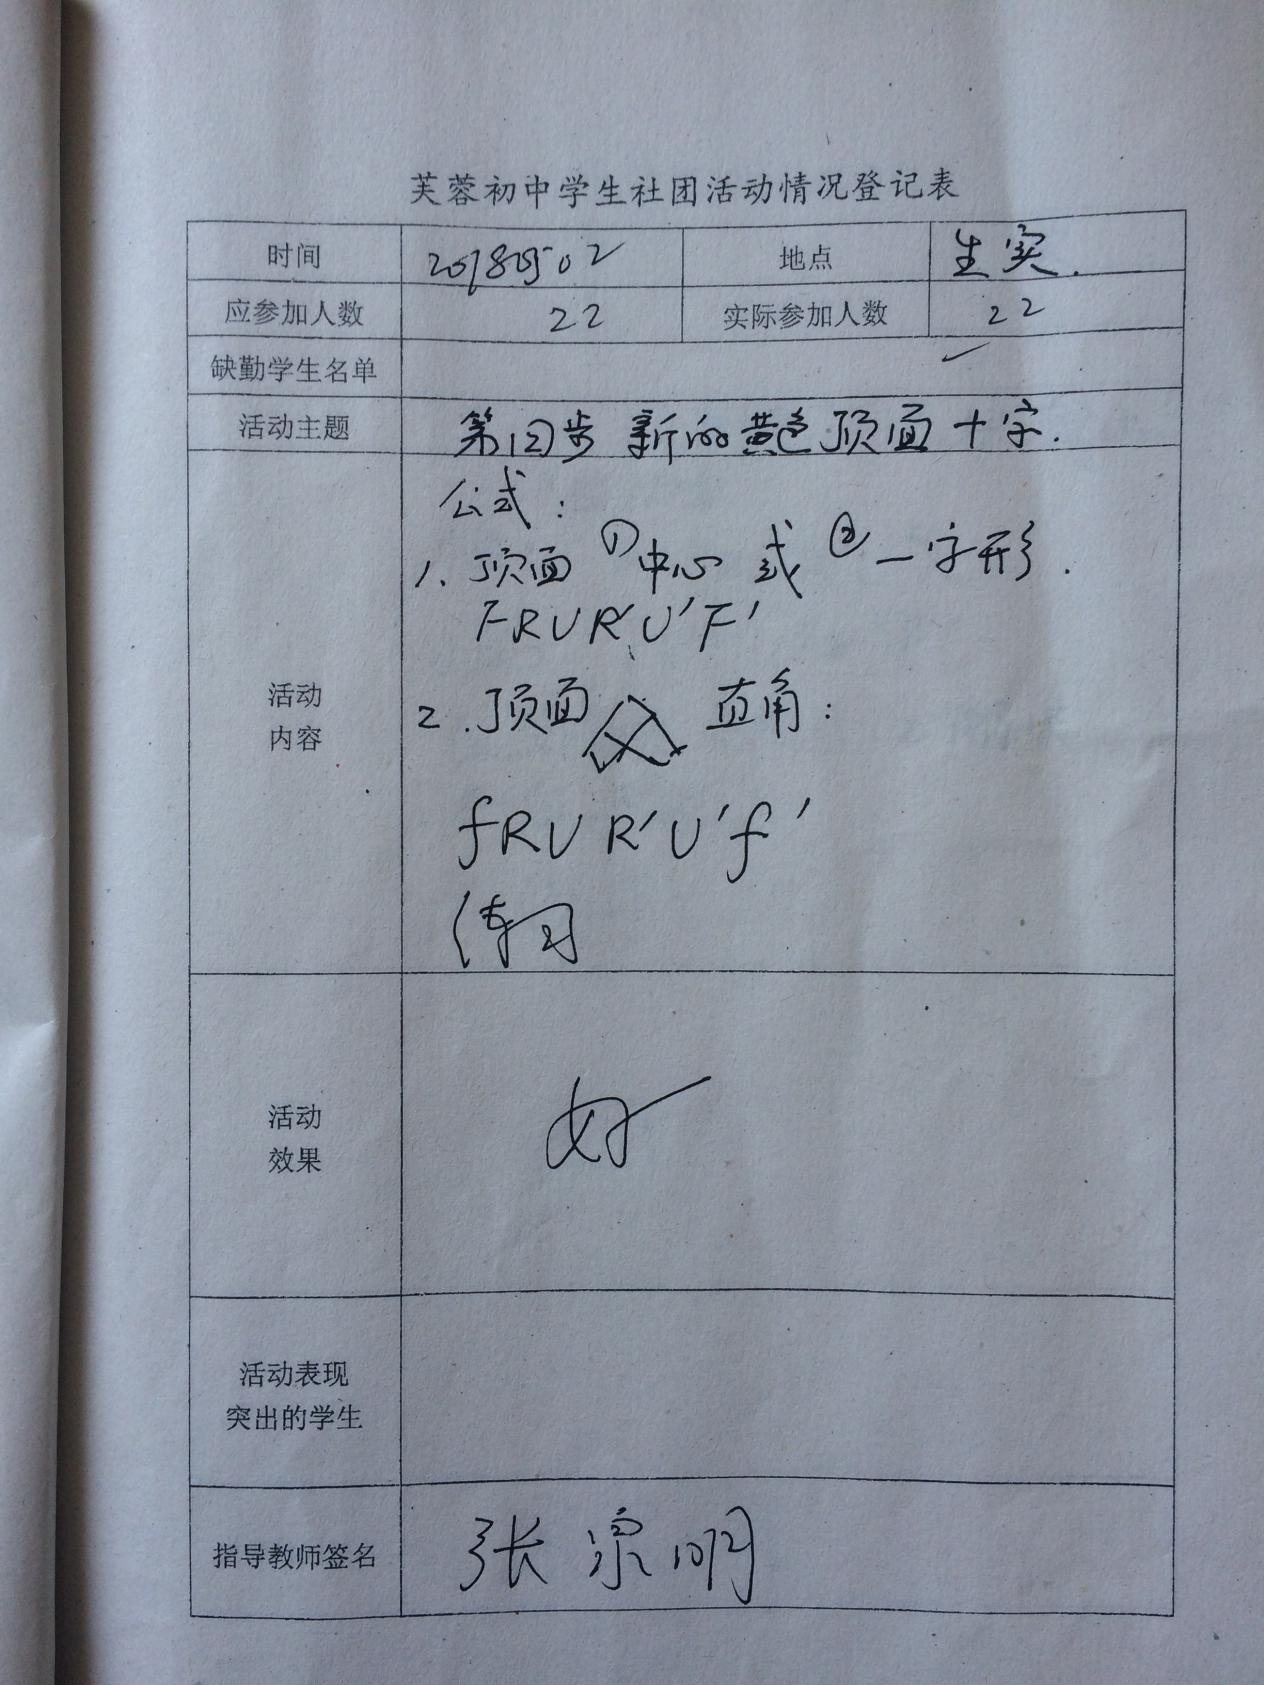 芙蓉初中学生社团活动情况登记表
时间 20180502 地点 生实.
应参加人数 22 实际参加人数 22
缺勤学生名单 ✓
活动主题 第四步 新的黄色顶面十字.
活动
内容
公式:
1. 顶面 ①中心 或 ②一字形.
FRUR'U'F'
2. 顶面 直角:
fRUR'U'f'
练习
活动
效果
好
活动表现
突出的学生
指导教师签名 张宗明